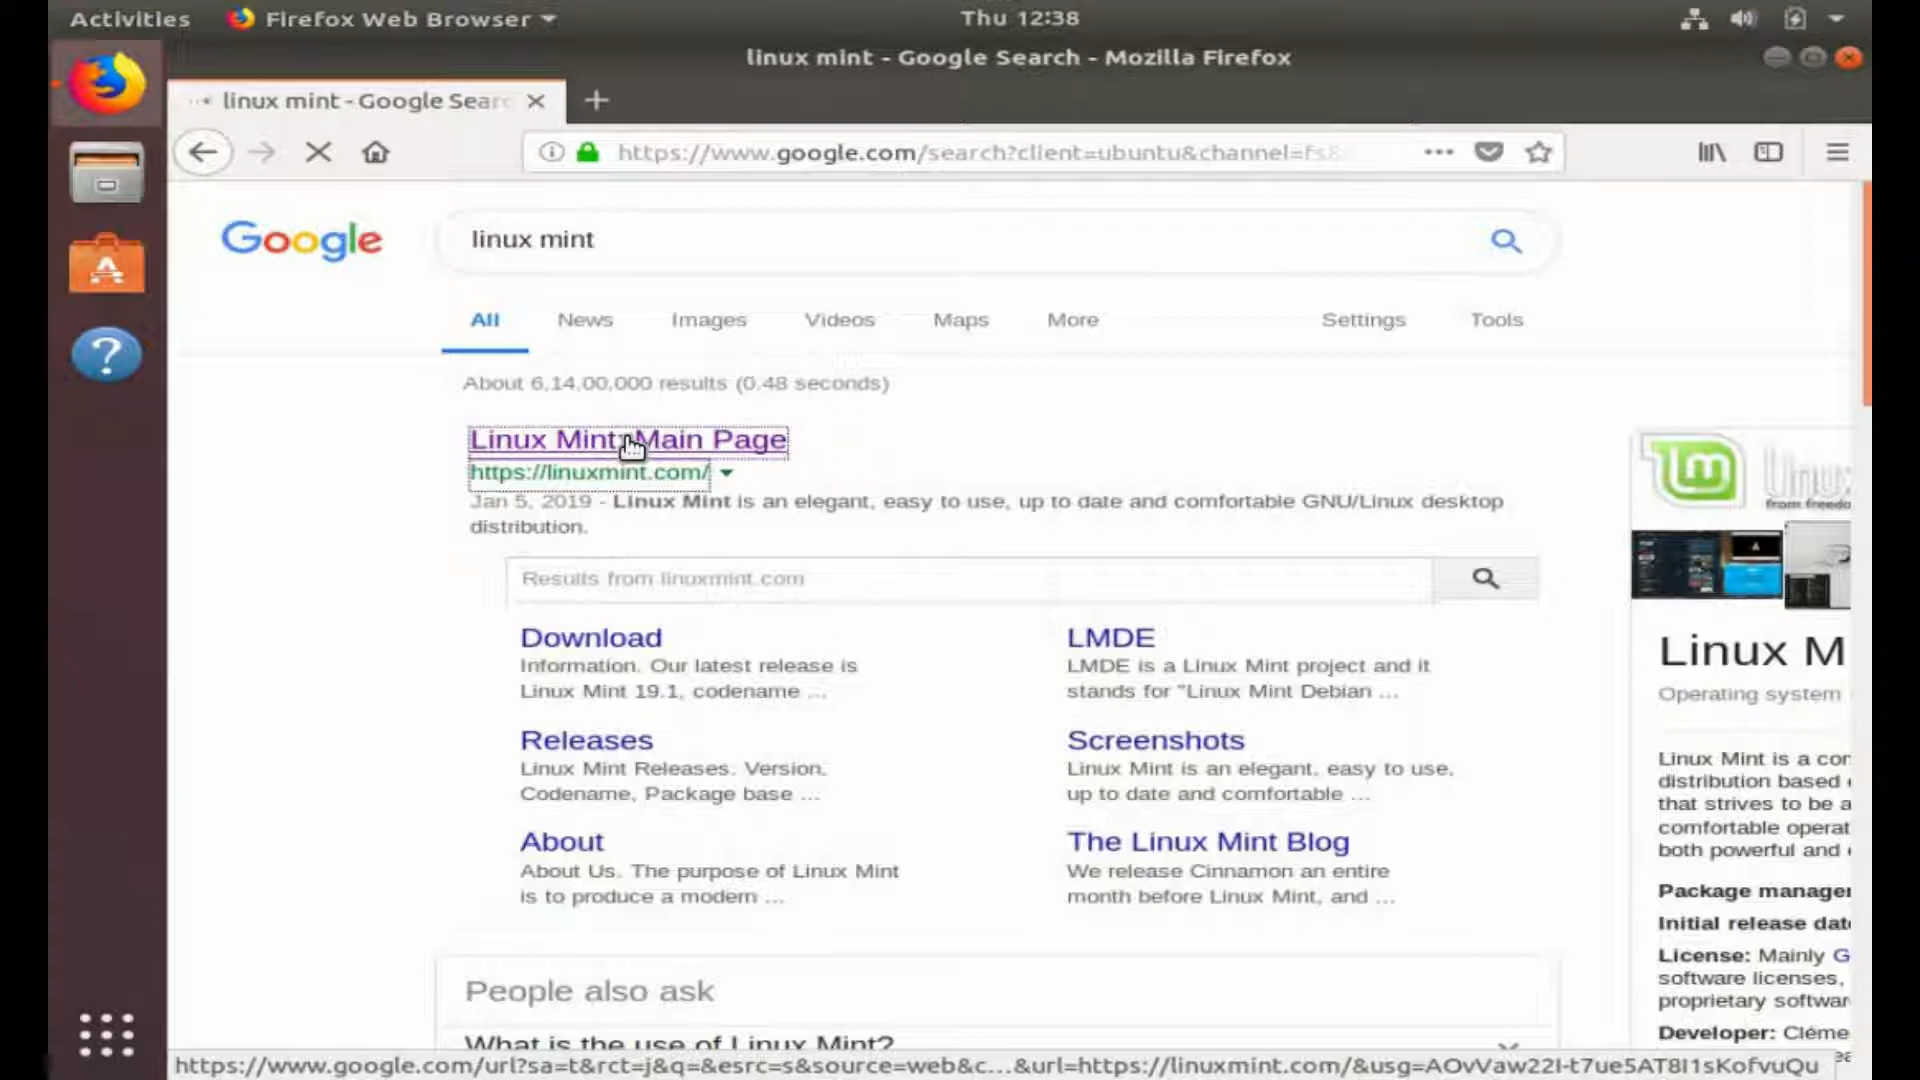 Activities
Firefox Web Browser
Thu 12:38
linux mint - Google Search - Mozilla Firefox
linux mint - Google Sear
https://www.google.com/search?client=ubuntu&channel=fs&
Google
linux mint
All News Images Videos Maps More Settings Tools
About 6,14,00,000 results (0.48 seconds)
Linux Mint: Main Page
https://linuxmint.com/
Jan 5, 2019 - Linux Mint is an elegant, easy to use, up to date and comfortable GNU/Linux desktop
distribution.
Results from linuxmint.com
Download
Information. Our latest release is
Linux Mint 19.1, codename ...
LMDE
LMDE is a Linux Mint project and it
stands for "Linux Mint Debian ...
Releases
Linux Mint Releases. Version.
Codename, Package base ...
Screenshots
Linux Mint is an elegant, easy to use,
up to date and comfortable ...
About
About Us. The purpose of Linux Mint
is to produce a modern ...
The Linux Mint Blog
We release Cinnamon an entire
month before Linux Mint, and ...
People also ask
What is the use of Linux Mint?
lm Linux
from freedo
Linux M
Operating system
Linux Mint is a cor
distribution based
that strives to be a
comfortable operat
both powerful and
Package manager
Initial release date
License: Mainly G
software licenses,
proprietary softwar
Developer: Cléme
https://www.google.com/url?sa=t&rct=j&q=&esrc=s&source=web&c...&url=https://linuxmint.com/&usg=AOvVaw22I-t7ue5AT8I1sKofvuQu